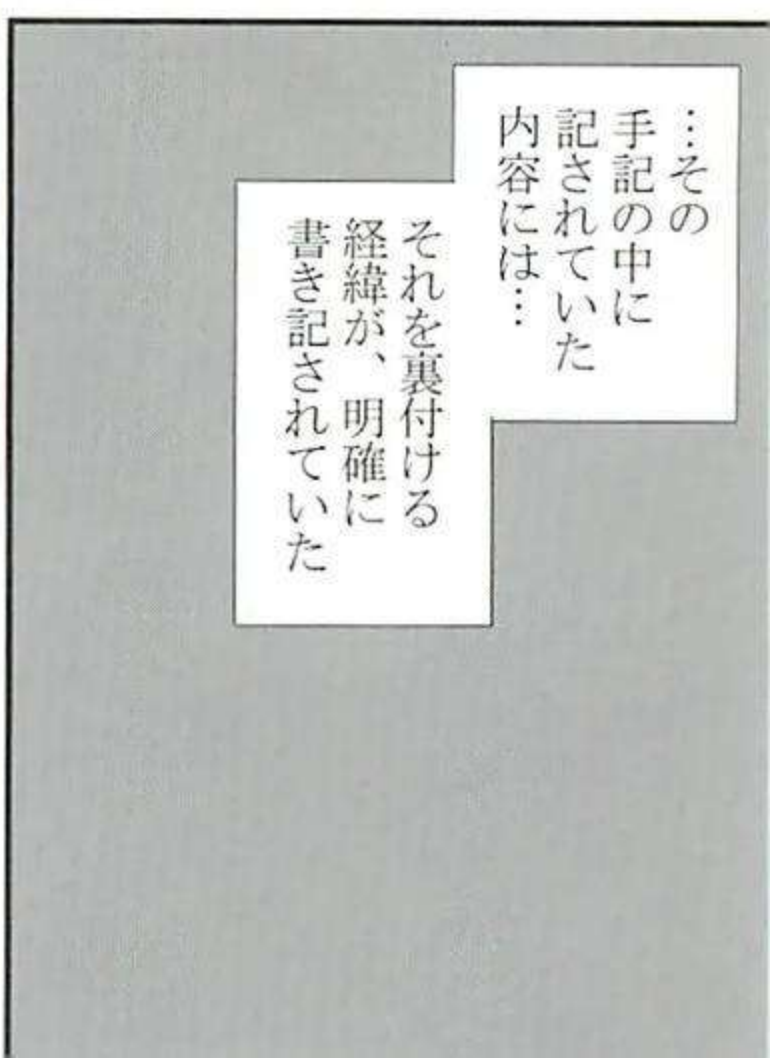 …その
手記の中に
記されていた
内容には…
それを裏付ける
経緯が、明確に
書き記されていた